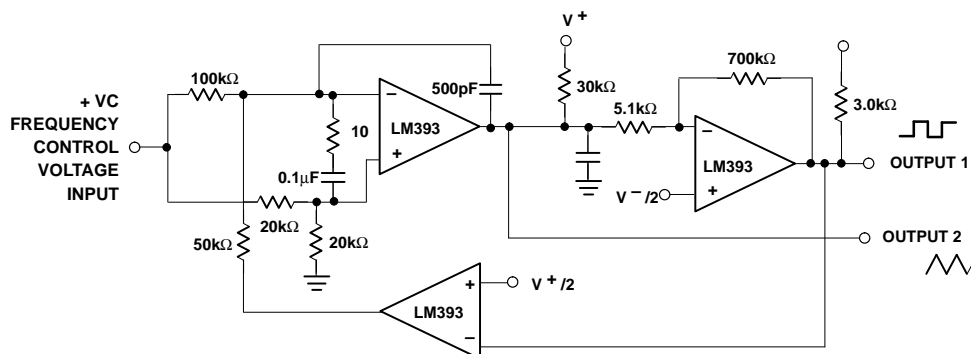 + VC
FREQUENCY
CONTROL
VOLTAGE
INPUT
100kΩ
10
0.1μF
20kΩ
20kΩ
50kΩ
−
+
LM393
500pF
V+
30kΩ
5.1kΩ
700kΩ
−
+
LM393
V−/2
3.0kΩ
OUTPUT 1
OUTPUT 2
+
−
LM393
V+/2